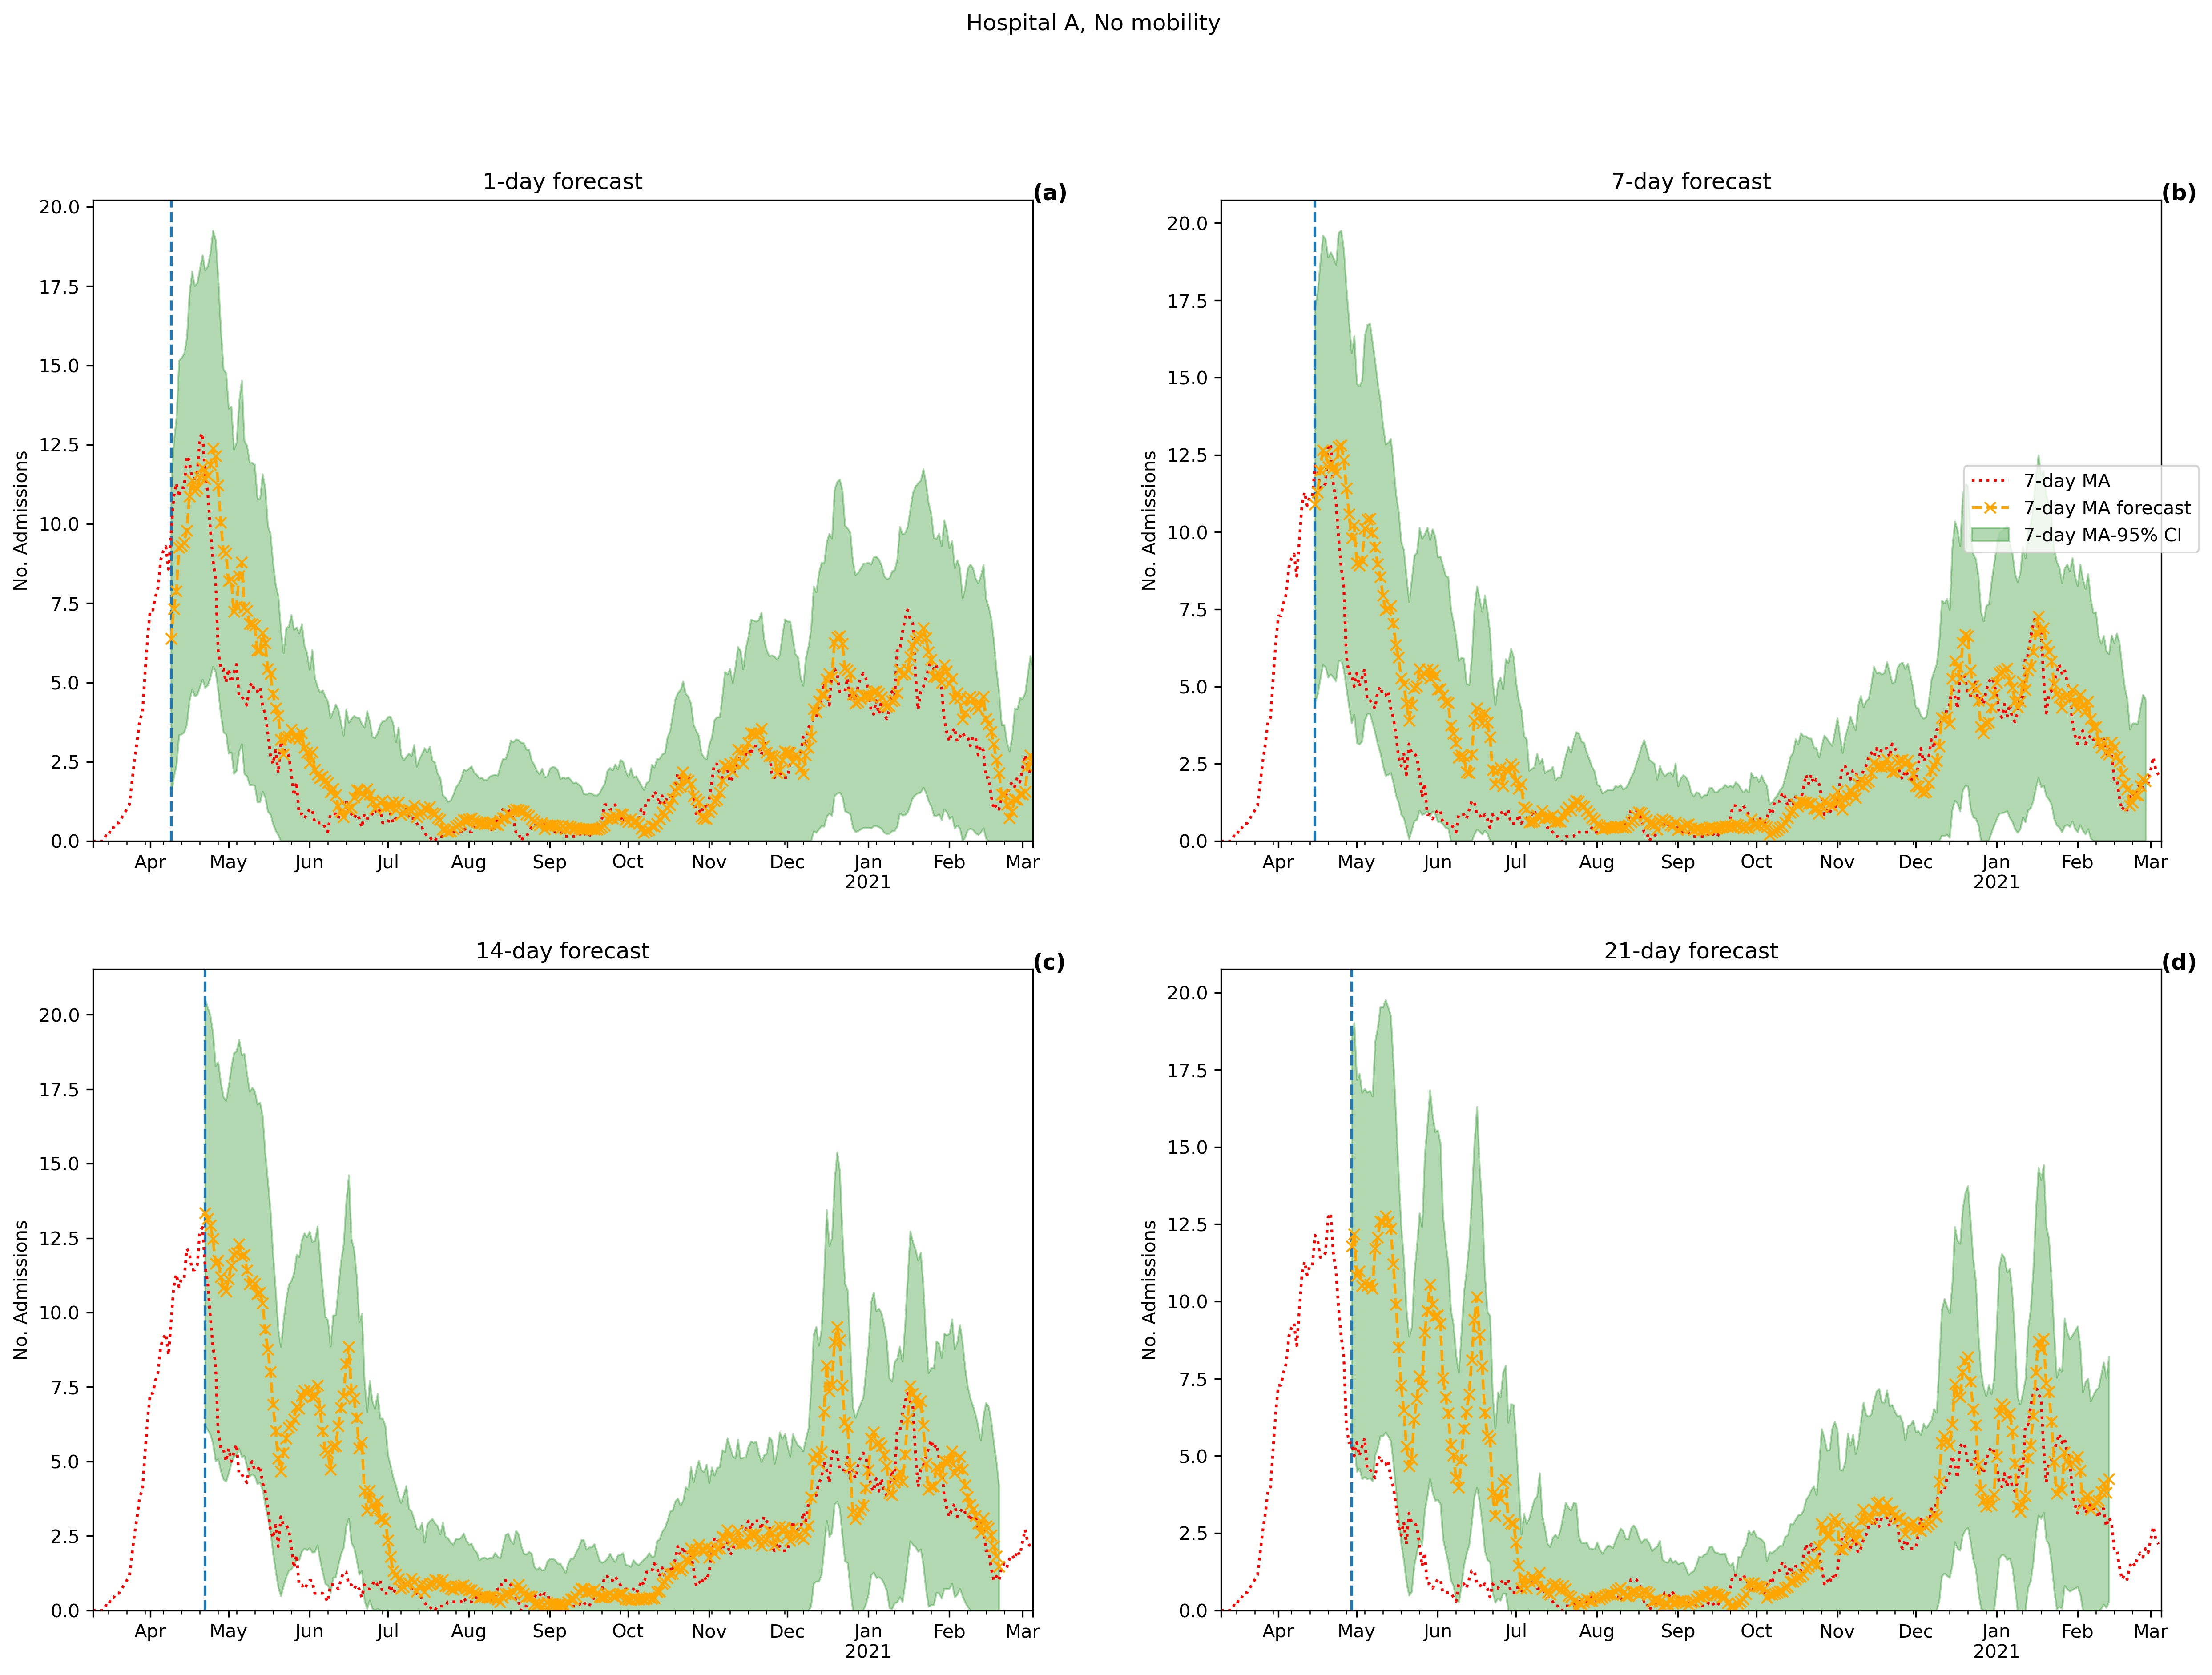 Hospital A, No mobility
1-day forecast
(a)
No. Admissions
20.0
17.5
15.0
12.5
10.0
7.5
5.0
2.5
0.0
Apr May Jun Jul Aug Sep Oct Nov Dec Jan Feb Mar
2021
7-day forecast
(b)
No. Admissions
20.0
17.5
15.0
12.5
10.0
7.5
5.0
2.5
0.0
7-day MA
7-day MA forecast
7-day MA-95% CI
Apr May Jun Jul Aug Sep Oct Nov Dec Jan Feb Mar
2021
14-day forecast
(c)
No. Admissions
20.0
17.5
15.0
12.5
10.0
7.5
5.0
2.5
0.0
Apr May Jun Jul Aug Sep Oct Nov Dec Jan Feb Mar
2021
21-day forecast
(d)
No. Admissions
20.0
17.5
15.0
12.5
10.0
7.5
5.0
2.5
0.0
Apr May Jun Jul Aug Sep Oct Nov Dec Jan Feb Mar
2021